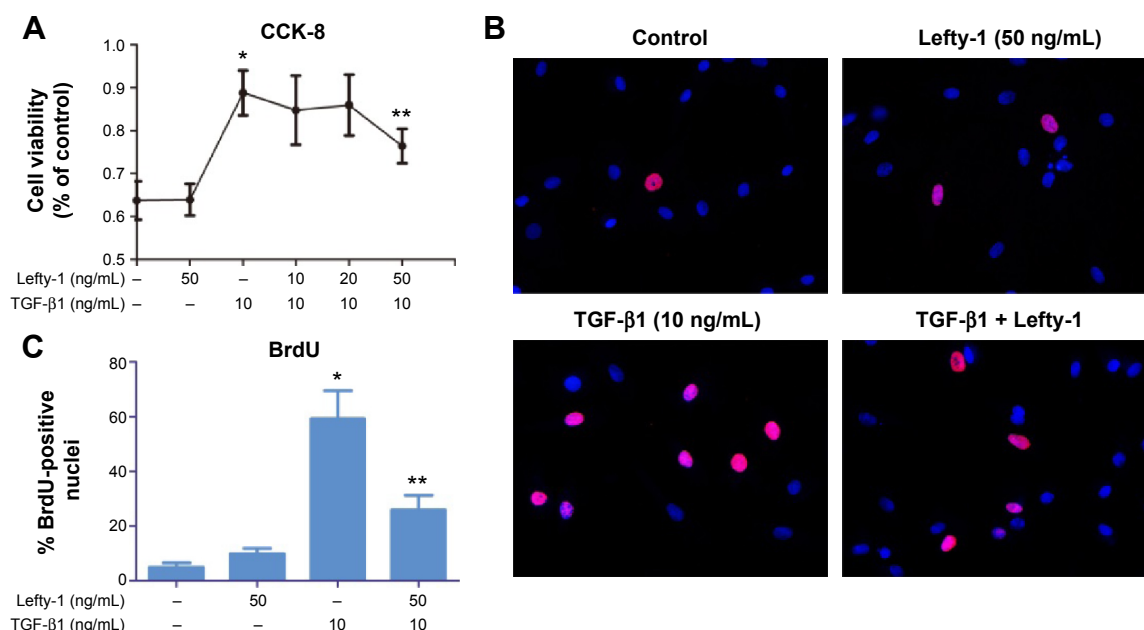 A
CCK-8
Cell viability
(% of control)
1.0
0.9
0.8
0.7
0.6
0.5
*
**
Lefty-1 (ng/mL) – 50 – 10 20 50
TGF-β1 (ng/mL) – – 10 10 10 10
B
Control
Lefty-1 (50 ng/mL)
TGF-β1 (10 ng/mL)
TGF-β1 + Lefty-1
C
BrdU
% BrdU-positive
nuclei
80
60
40
20
0
*
**
Lefty-1 (ng/mL) – 50 – 50
TGF-β1 (ng/mL) – – 10 10